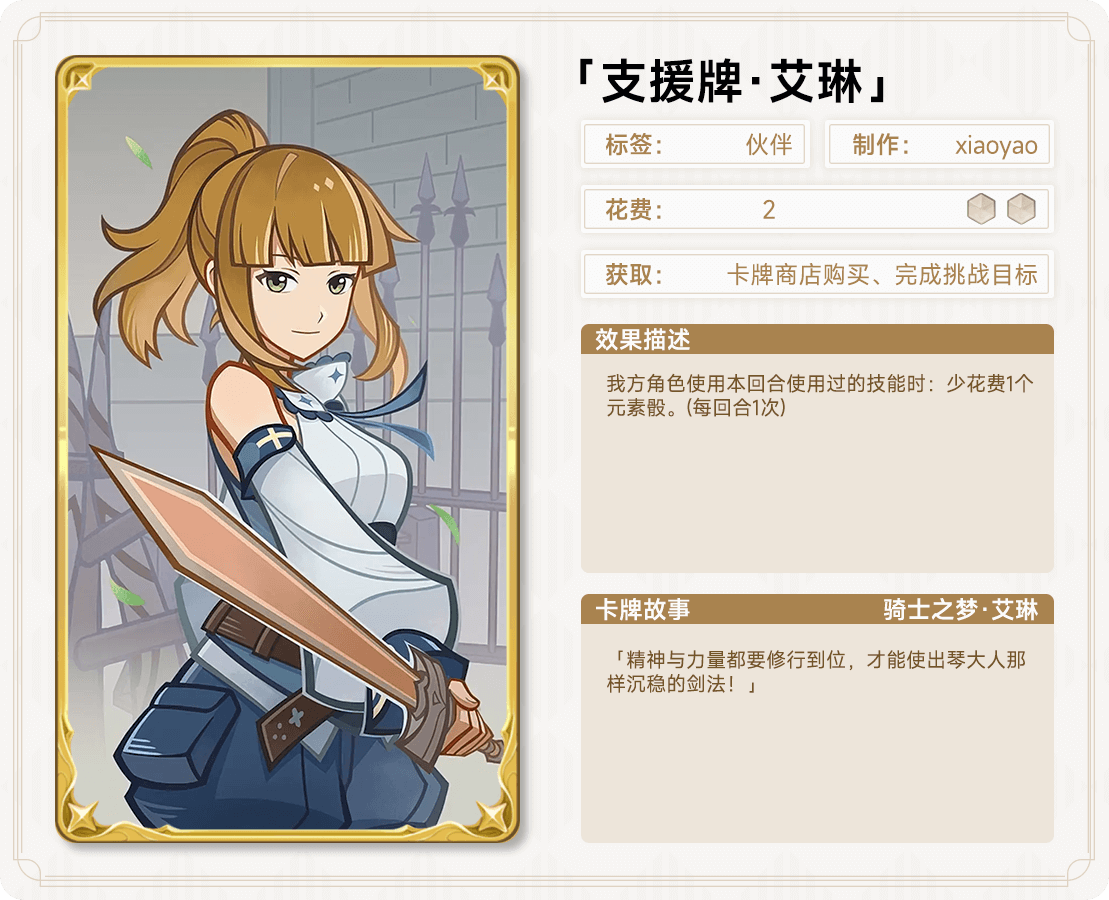 「支援牌·艾琳」
标签： 伙伴 制作： xiaoyao
花费： 2
获取： 卡牌商店购买、完成挑战目标
效果描述
我方角色使用本回合使用过的技能时：少花费1个
元素骰。(每回合1次)
卡牌故事 骑士之梦·艾琳
「精神与力量都要修行到位，才能使出琴大人那
样沉稳的剑法！」